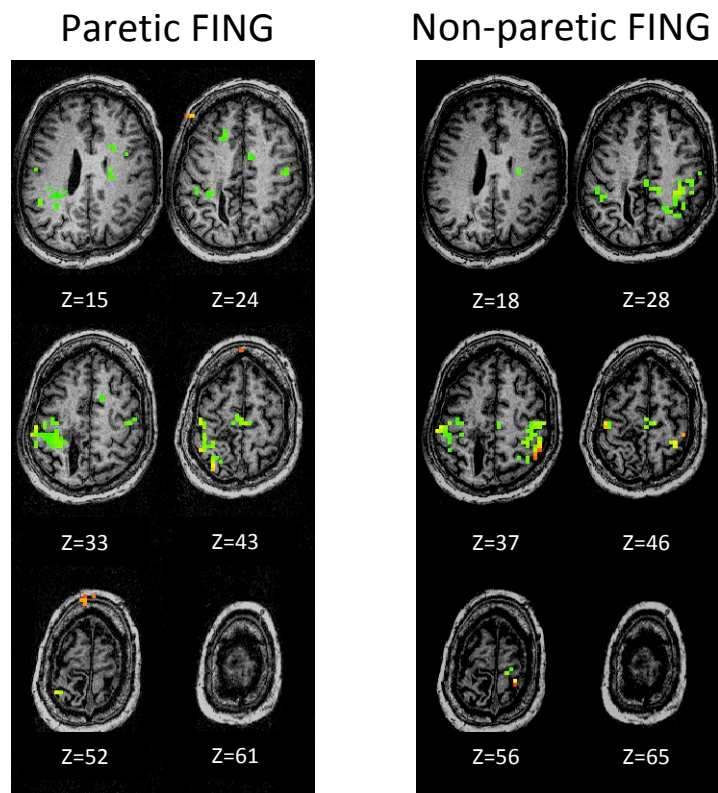 Paretic FING
Non-paretic FING
Z=15
Z=24
Z=18
Z=28
Z=33
Z=43
Z=37
Z=46
Z=52
Z=61
Z=56
Z=65